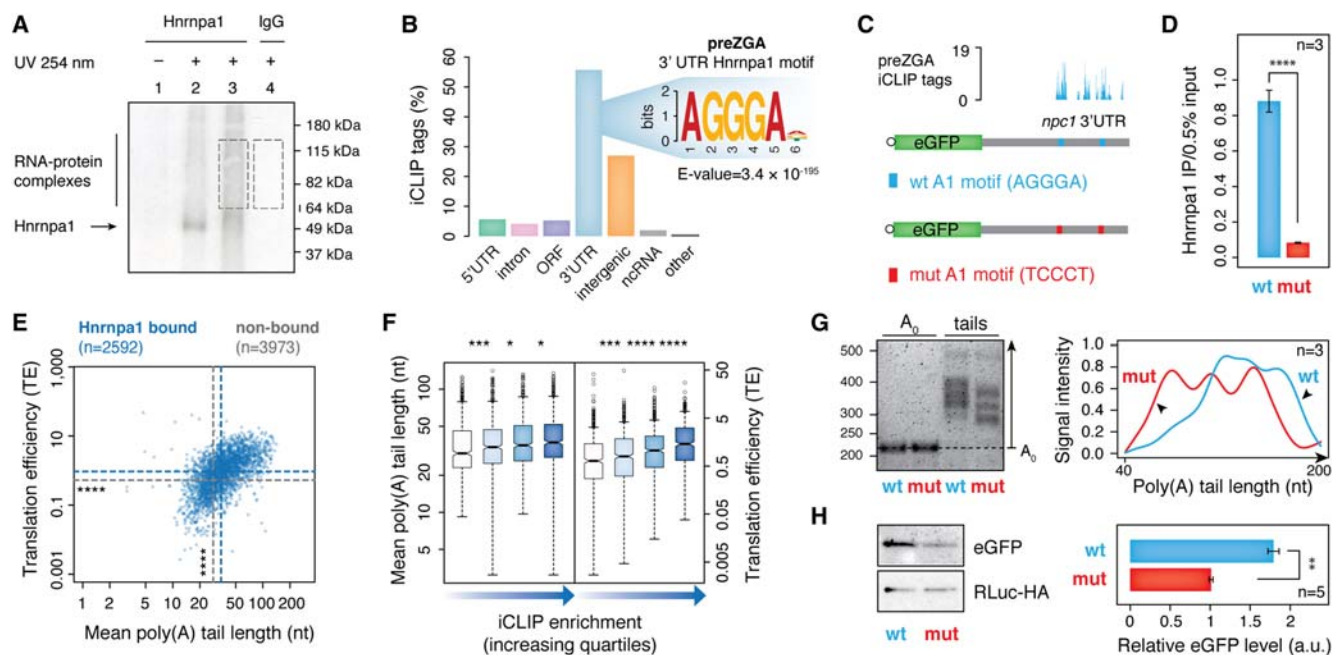 A
Hnrnpa1 IgG
UV 254 nm − + + +
1 2 3 4
180 kDa
115 kDa
82 kDa
64 kDa
49 kDa
37 kDa
RNA-protein
complexes
Hnrnpa1
B
iCLIP tags (%)
60
50
40
30
20
10
0
5'UTR
intron
ORF
3'UTR
intergenic
ncRNA
other
preZGA
3' UTR Hnrnpa1 motif
bits
2
1
0
AGGGA
1 2 3 4 5 6
E-value=3.4 × 10⁻¹⁹⁵
C
preZGA
iCLIP tags
19
0
npc1 3'UTR
eGFP
wt A1 motif (AGGGA)
eGFP
mut A1 motif (TCCCT)
D
n=3
****
Hnrnpa1 IP/0.5% input
1.0
0.8
0.6
0.4
0.2
0.0
wt mut
E
Hnrnpa1 bound
(n=2592)
non-bound
(n=3973)
Translation efficiency (TE)
1,000
10
0.1
0.001
****
****
1 2 5 10 20 50 100 200
Mean poly(A) tail length (nt)
F
*** * * *** **** ****
Mean poly(A) tail length (nt)
100
50
20
10
5
50
5
0.5
0.05
0.005
Translation efficiency (TE)
iCLIP enrichment
(increasing quartiles)
G
A₀ tails
500
400
300
250
200
A₀
wt mut wt mut
n=3
mut
wt
Signal intensity
1.0
0.8
0.6
0.4
0.2
0
40 200
Poly(A) tail length (nt)
H
eGFP
RLuc-HA
wt mut
wt
mut
**
n=5
0 0.5 1 1.5 2
Relative eGFP level (a.u.)